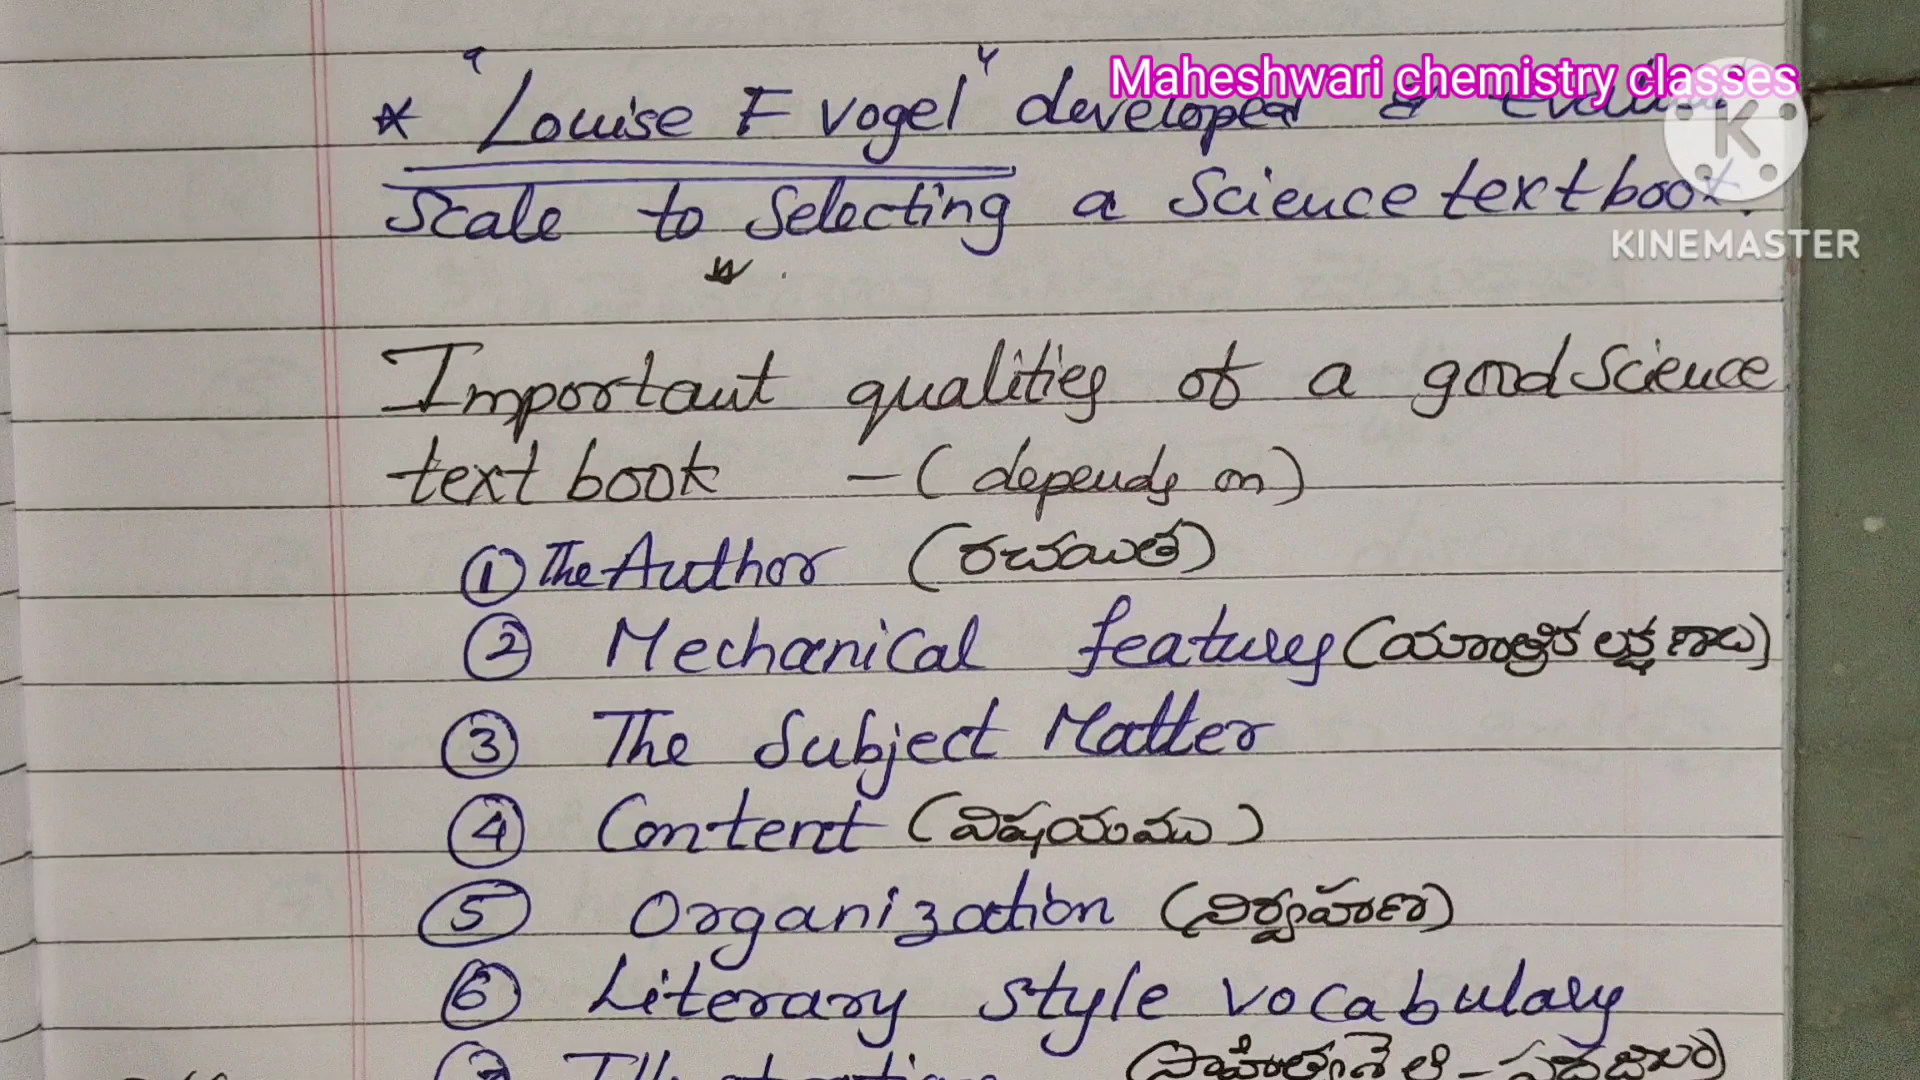 Maheshwari chemistry classes
* "Louise F vogel" developed a
Scale to Selecting a Science textbook.
KINEMASTER
Important qualities of a good Science
text book - (depends on)
① The Author (రచయిత)
② Mechanical features (యాంత్రిక లక్షణాలు)
③ The Subject Matter
④ Content (విషయము)
⑤ Organization (నిర్వహణ)
⑥ Literary style vocabulary